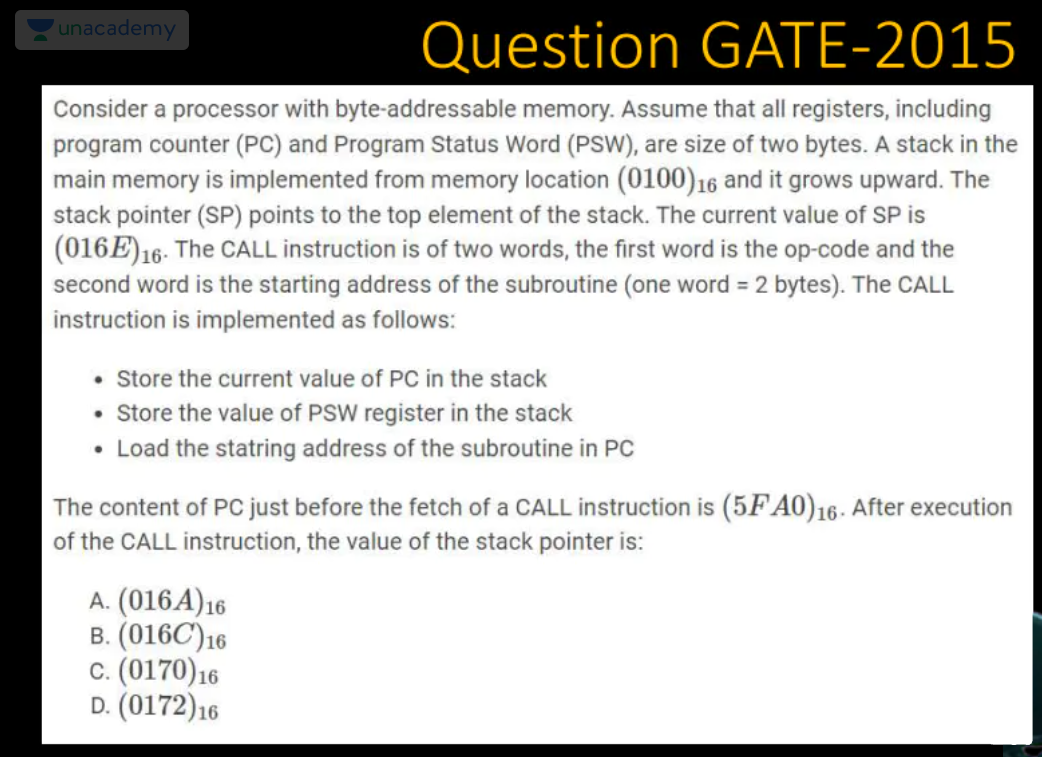 unacademy
Question GATE-2015
Consider a processor with byte-addressable memory. Assume that all registers, including
program counter (PC) and Program Status Word (PSW), are size of two bytes. A stack in the
main memory is implemented from memory location (0100)₁₆ and it grows upward. The
stack pointer (SP) points to the top element of the stack. The current value of SP is
(016E)₁₆. The CALL instruction is of two words, the first word is the op-code and the
second word is the starting address of the subroutine (one word = 2 bytes). The CALL
instruction is implemented as follows:
• Store the current value of PC in the stack
• Store the value of PSW register in the stack
• Load the statring address of the subroutine in PC
The content of PC just before the fetch of a CALL instruction is (5FA0)₁₆. After execution
of the CALL instruction, the value of the stack pointer is:
A. (016A)₁₆
B. (016C)₁₆
C. (0170)₁₆
D. (0172)₁₆